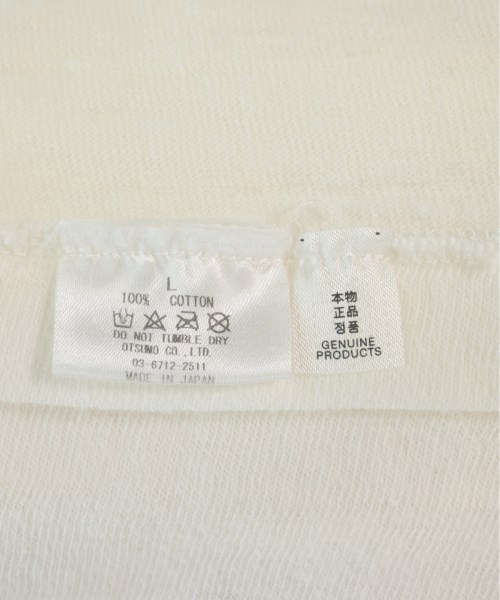 L
100% COTTON
DO NOT TUMBLE DRY
OTSUMO CO.,LTD.
03-6712-2511
MADE IN JAPAN
本物
正品
정품
GENUINE
PRODUCTS